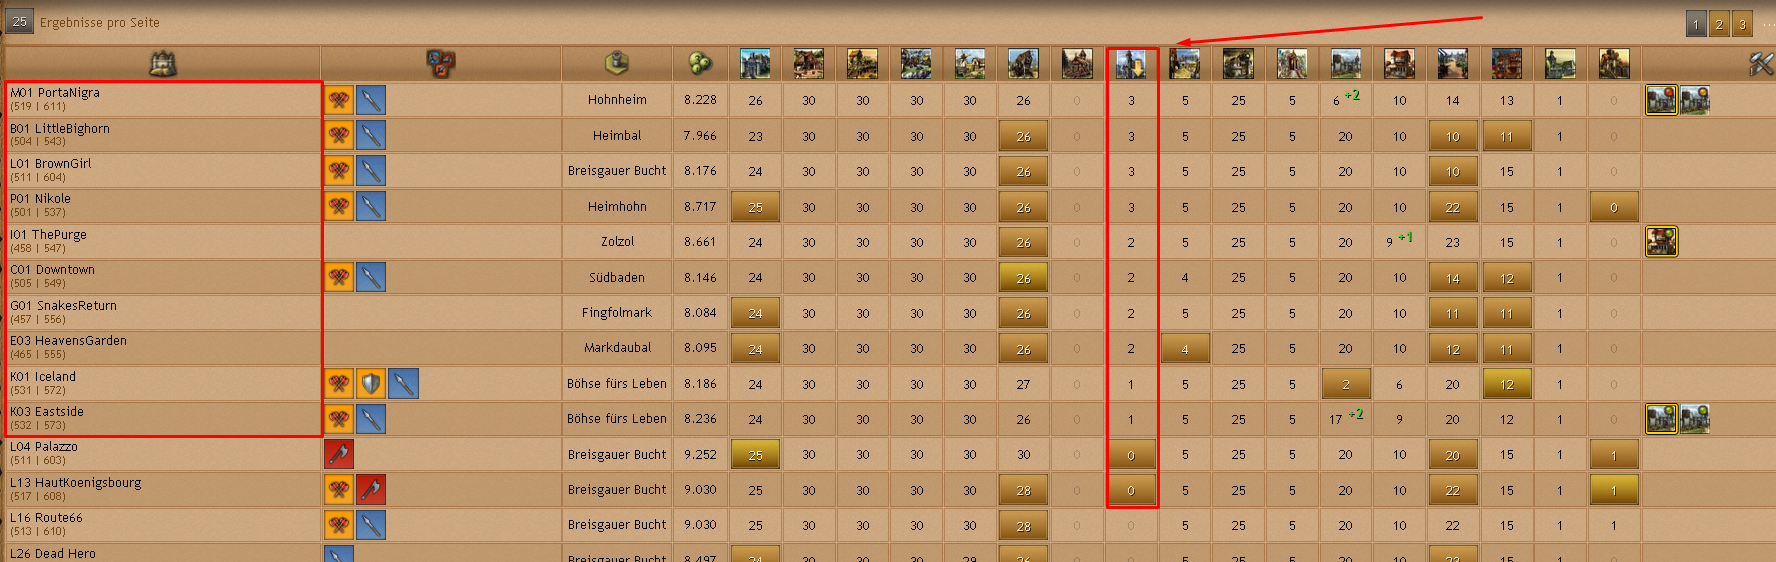 25 Ergebnisse pro Seite 1 2 3 ...
M01 PortaNigra
(519 | 611) Hohnheim 8.228 26 30 30 30 30 26 0 3 5 25 5 6 +2 10 14 13 1 0
B01 LittleBighorn
(504 | 543) Heimbal 7.966 23 30 30 30 30 26 0 3 5 25 5 20 10 10 11 1 0
L01 BrownGirl
(511 | 604) Breisgauer Bucht 8.176 24 30 30 30 30 26 0 3 5 25 5 20 10 10 15 1 0
P01 Nikole
(501 | 537) Heimhohn 8.717 25 30 30 30 30 26 0 3 5 25 5 20 10 22 15 1 0
I01 ThePurge
(458 | 547) Zolzol 8.661 24 30 30 30 30 26 0 2 5 25 5 20 9 +1 23 15 1 0
C01 Downtown
(505 | 549) Südbaden 8.146 24 30 30 30 30 26 0 2 4 25 5 20 10 14 12 1 0
G01 SnakesReturn
(457 | 556) Fingfolmark 8.084 24 30 30 30 30 26 0 2 5 25 5 20 10 11 11 1 0
E03 HeavensGarden
(465 | 555) Markdaubal 8.095 24 30 30 30 30 26 0 2 4 25 5 20 10 12 11 1 0
K01 Iceland
(531 | 572) Böhse fürs Leben 8.186 24 30 30 30 30 27 0 1 5 25 5 2 6 20 12 1 0
K03 Eastside
(532 | 573) Böhse fürs Leben 8.236 24 30 30 30 30 26 0 1 5 25 5 17 +2 9 20 12 1 0
L04 Palazzo
(511 | 603) Breisgauer Bucht 9.252 25 30 30 30 30 30 0 0 5 25 5 20 10 20 15 1 1
L13 HautKoenigsbourg
(517 | 608) Breisgauer Bucht 9.030 25 30 30 30 30 28 0 0 5 25 5 20 10 22 15 1 1
L16 Route66
(513 | 610) Breisgauer Bucht 9.030 25 30 30 30 30 28 0 0 5 25 5 20 10 22 15 1 1
L26 Dead Hero
Breisgauer Bucht 8.497